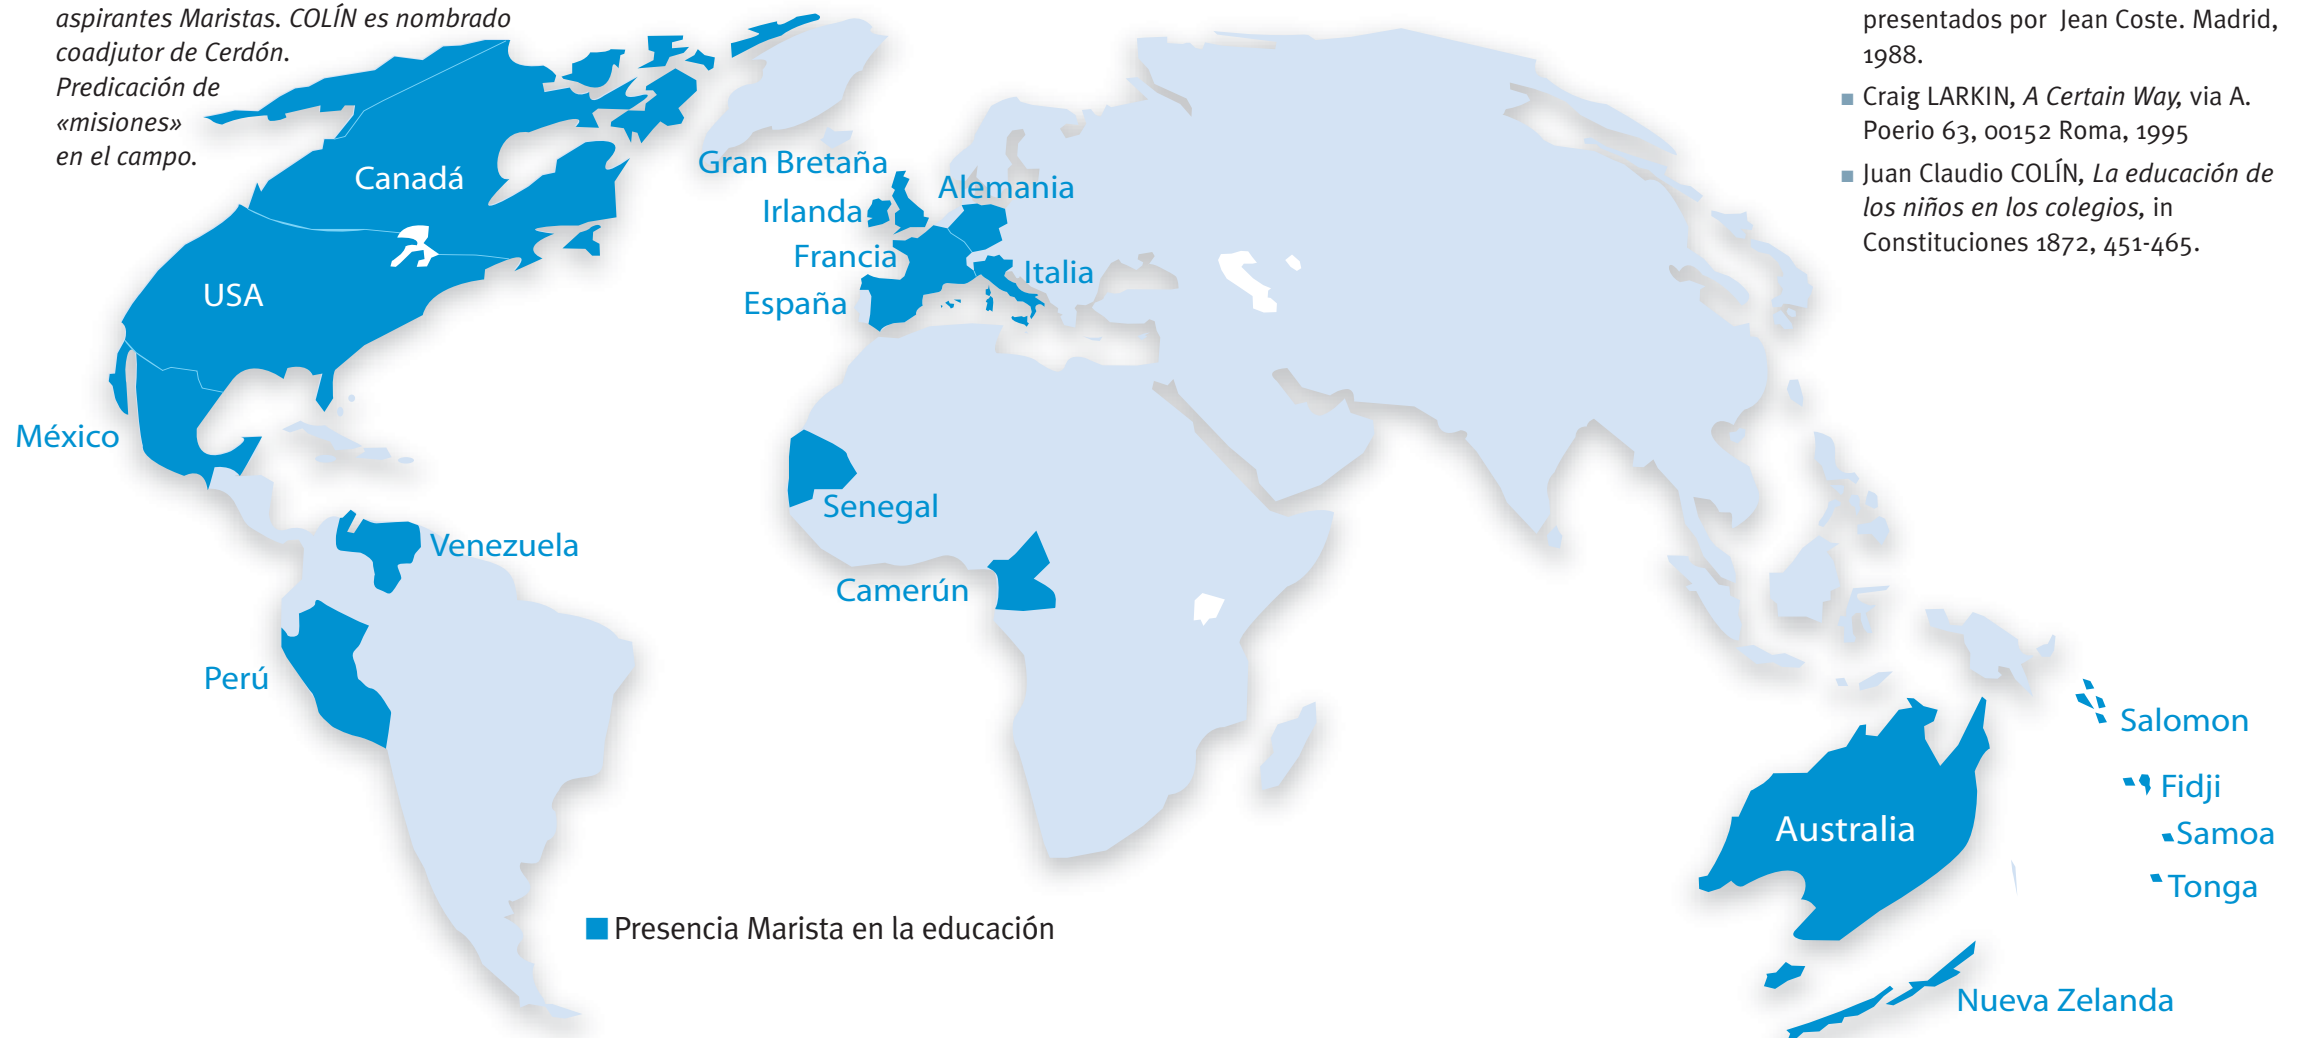 aspirantes Maristas. COLÍN es nombrado
coadjutor de Cerdón.
Predicación de
«misiones»
en el campo.
presentados por Jean Coste. Madrid,
1988.
■ Craig LARKIN, A Certain Way, via A.
Poerio 63, 00152 Roma, 1995
■ Juan Claudio COLÍN, La educación de
los niños en los colegios, in
Constituciones 1872, 451-465.
Canadá
USA
México
Gran Bretaña
Alemania
Irlanda
Francia
Italia
España
Senegal
Venezuela
Camerún
Perú
Salomon
Fidji
Australia
Samoa
Tonga
■ Presencia Marista en la educación
Nueva Zelanda